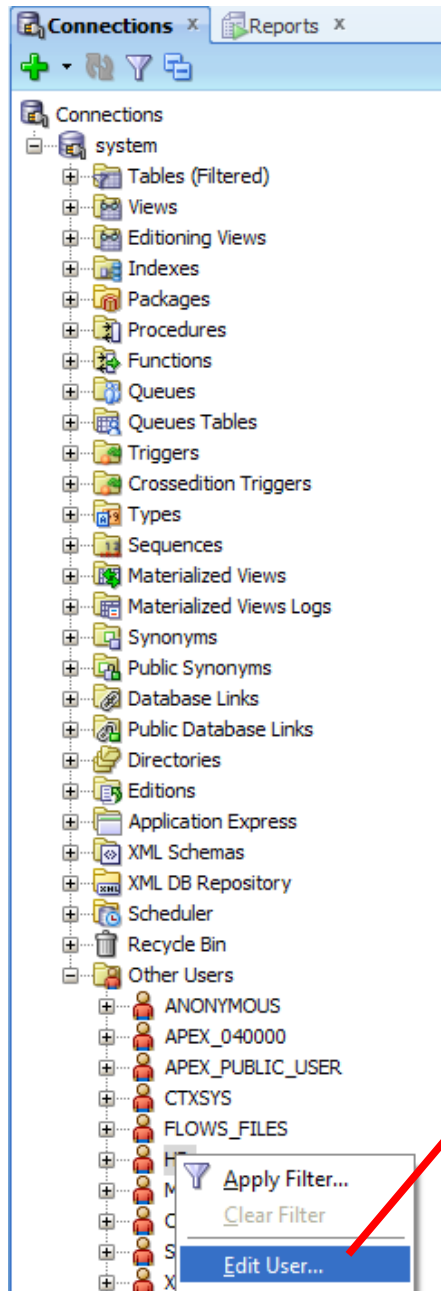 Connections x Reports x
Connections
system
Tables (Filtered)
Views
Editioning Views
Indexes
Packages
Procedures
Functions
Queues
Queues Tables
Triggers
Crossedition Triggers
Types
Sequences
Materialized Views
Materialized Views Logs
Synonyms
Public Synonyms
Database Links
Public Database Links
Directories
Editions
Application Express
XML Schemas
XML DB Repository
Scheduler
Recycle Bin
Other Users
ANONYMOUS
APEX_040000
APEX_PUBLIC_USER
CTXSYS
FLOWS_FILES
Apply Filter...
Clear Filter
Edit User...